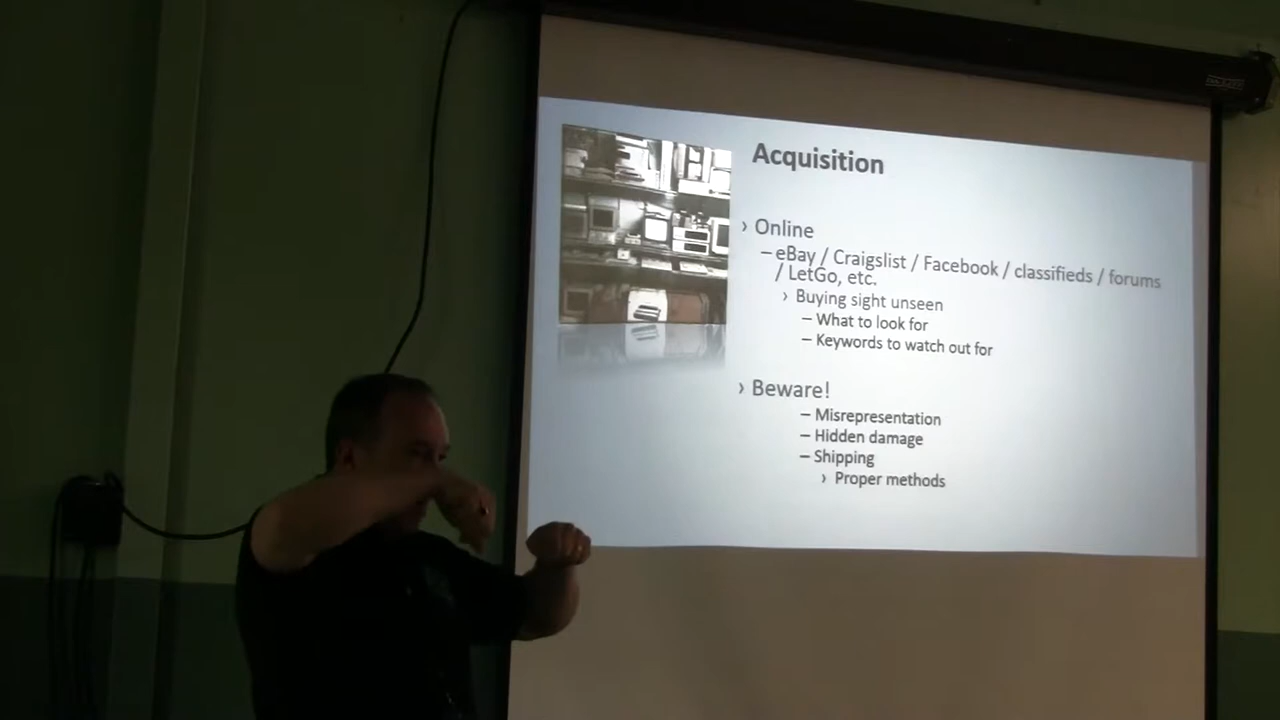 Acquisition
› Online
– eBay / Craigslist / Facebook / classifieds / forums
/ LetGo, etc.
› Buying sight unseen
– What to look for
– Keywords to watch out for
› Beware!
– Misrepresentation
– Hidden damage
– Shipping
› Proper methods